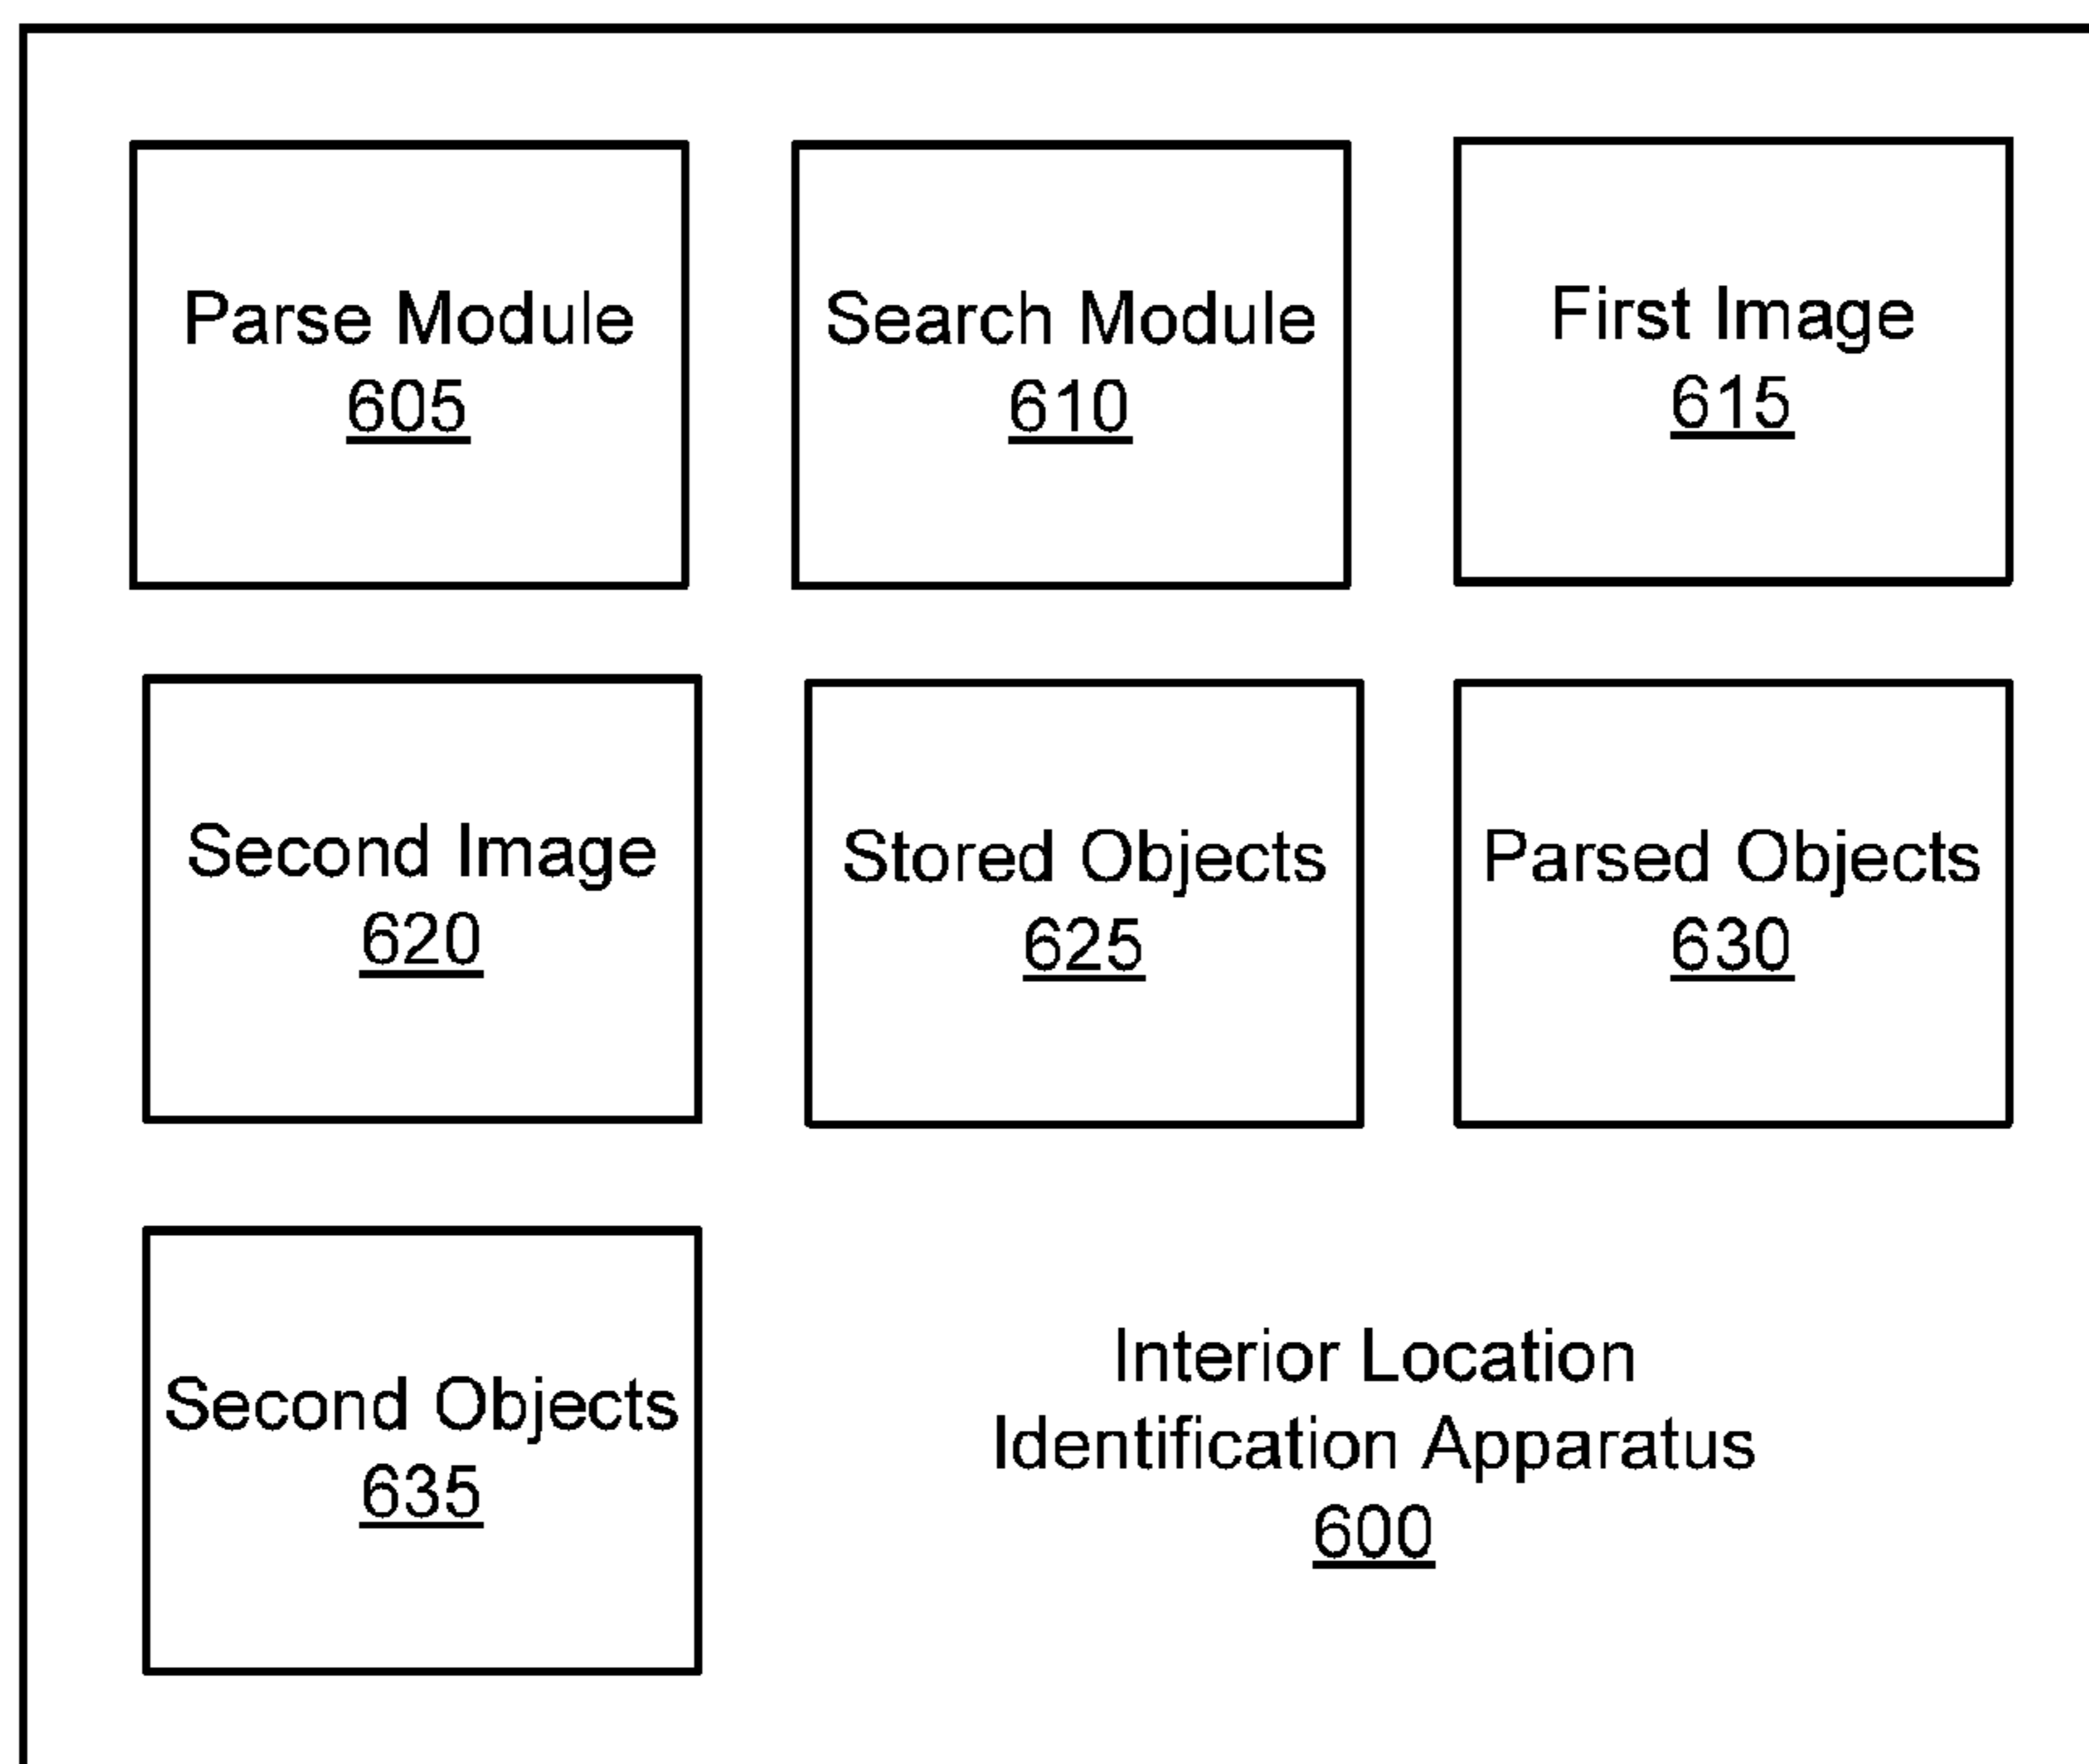 Parse Module
605
Search Module
610
First Image
615
Second Image
620
Stored Objects
625
Parsed Objects
630
Second Objects
635
Interior Location
Identification Apparatus
600